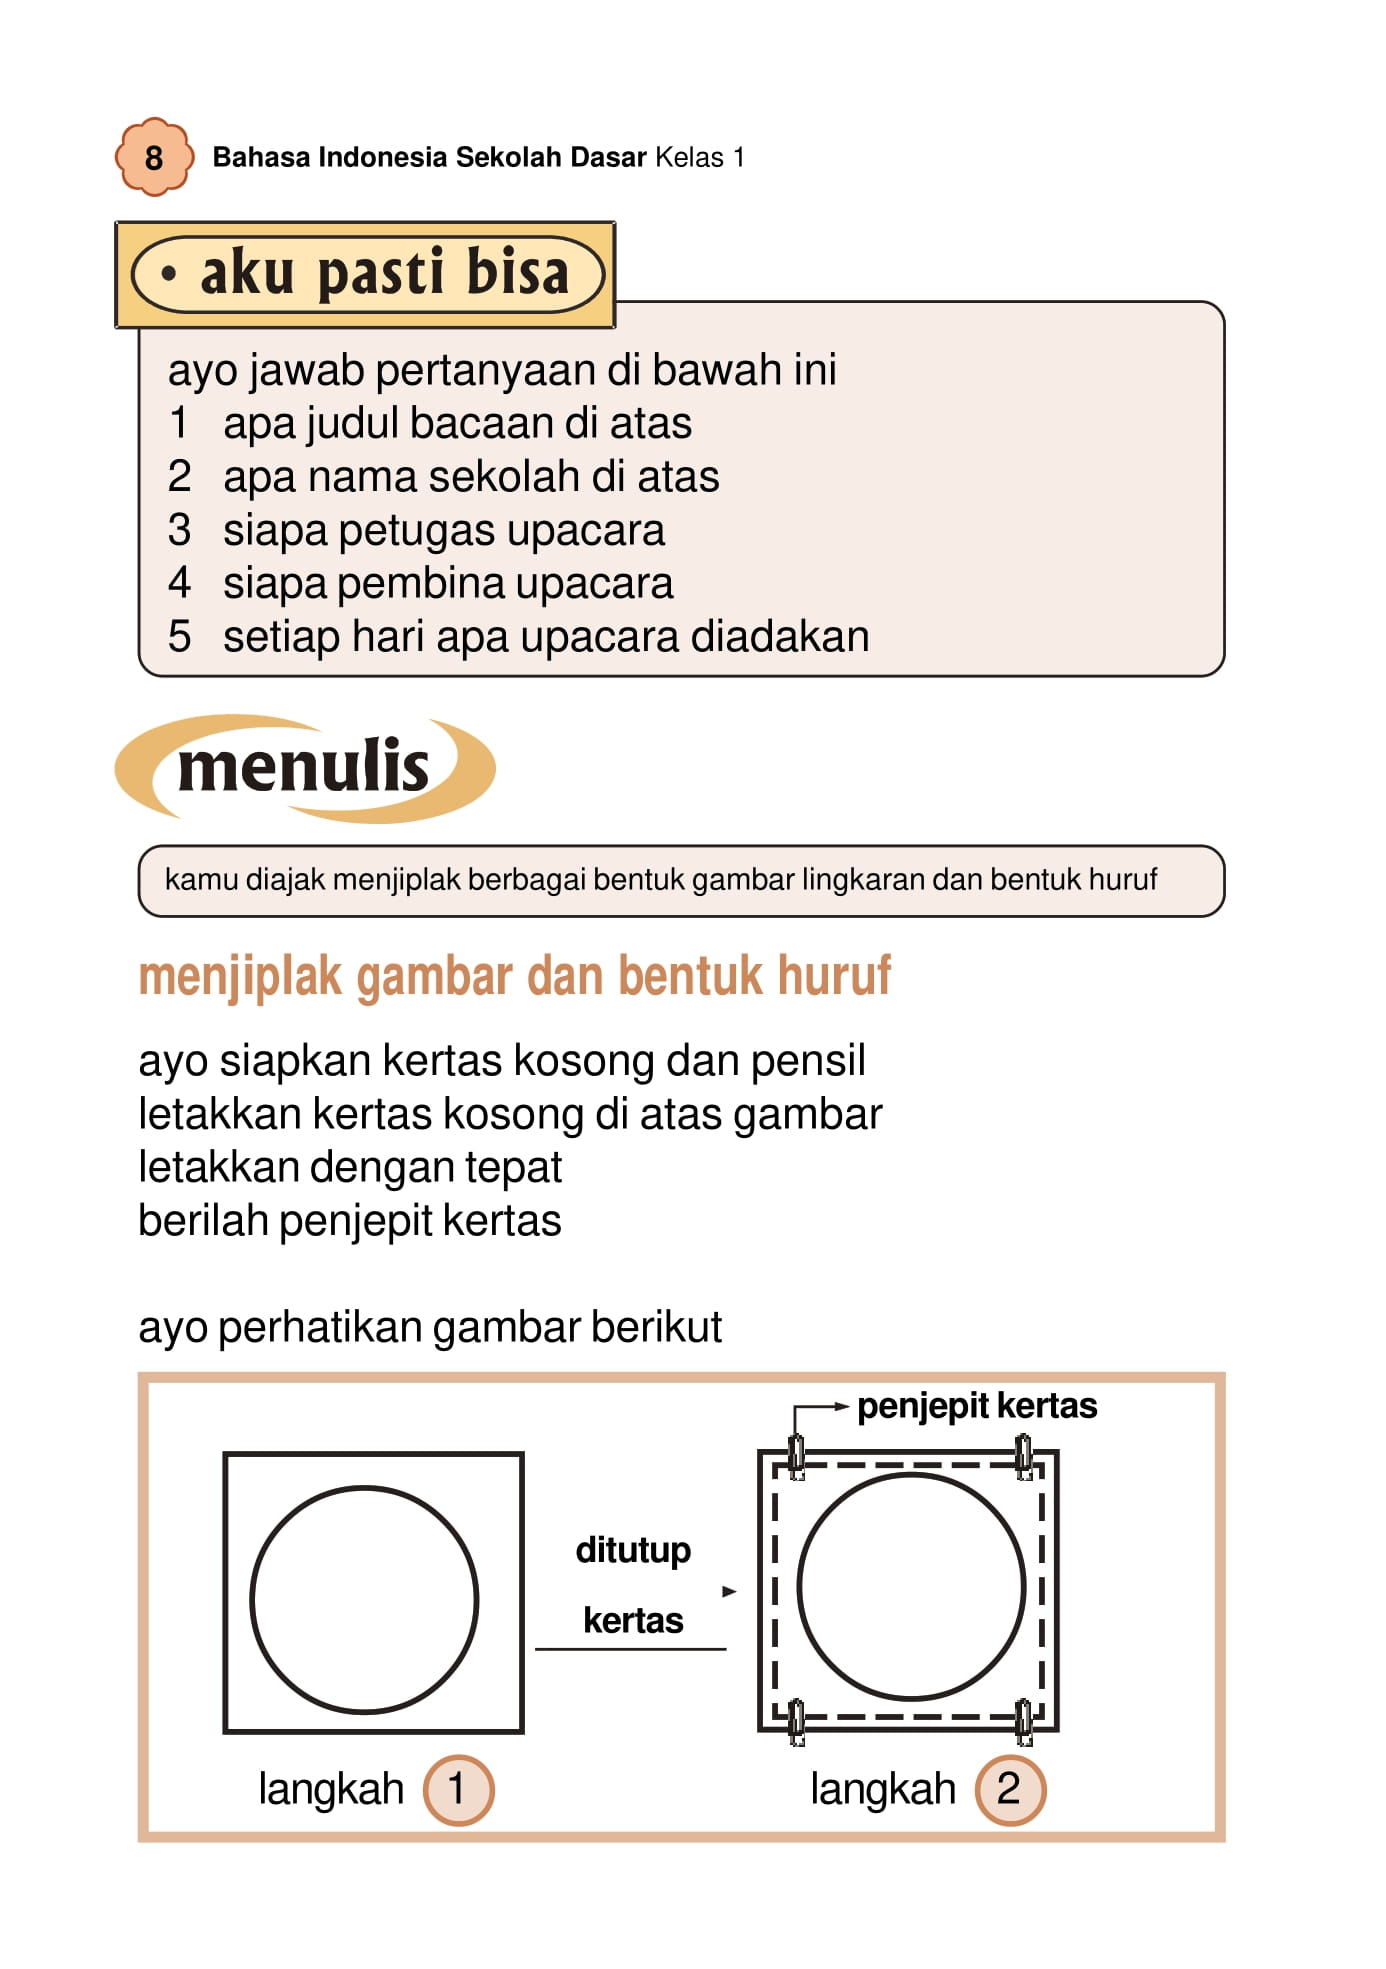 8 Bahasa Indonesia Sekolah Dasar Kelas 1
• aku pasti bisa
ayo jawab pertanyaan di bawah ini
1 apa judul bacaan di atas
2 apa nama sekolah di atas
3 siapa petugas upacara
4 siapa pembina upacara
5 setiap hari apa upacara diadakan
menulis
kamu diajak menjiplak berbagai bentuk gambar lingkaran dan bentuk huruf
menjiplak gambar dan bentuk huruf
ayo siapkan kertas kosong dan pensil
letakkan kertas kosong di atas gambar
letakkan dengan tepat
berilah penjepit kertas
ayo perhatikan gambar berikut
penjepit kertas
ditutup
kertas
langkah 1
langkah 2